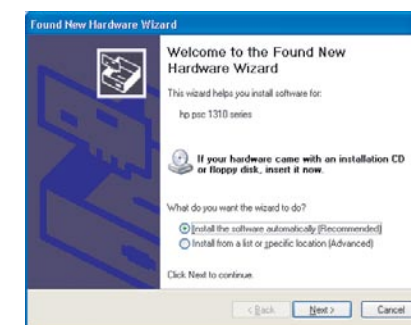 Found New Hardware Wizard
Welcome to the Found New
Hardware Wizard
This wizard helps you install software for:
hp psc 1310 series
If your hardware came with an installation CD
or floppy disk, insert it now.
What do you want the wizard to do?
Install the software automatically (Recommended)
Install from a list or specific location (Advanced)
Click Next to continue.
< Back Next > Cancel